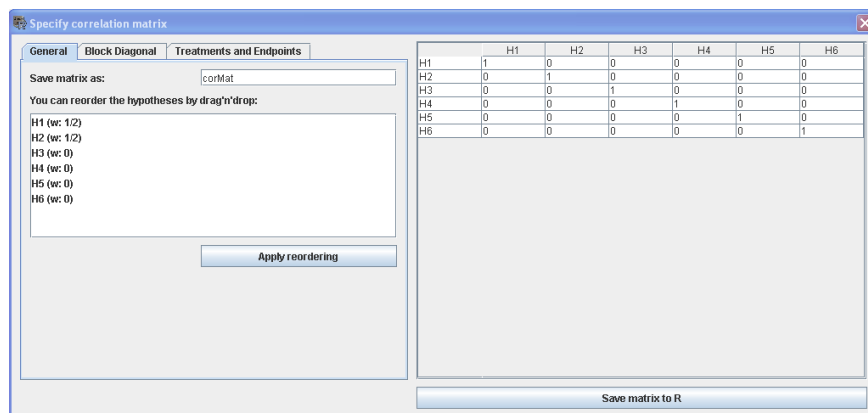 Specify correlation matrix
General Block Diagonal Treatments and Endpoints
Save matrix as: corMat
You can reorder the hypotheses by drag'n'drop:
H1 (w: 1/2)
H2 (w: 1/2)
H3 (w: 0)
H4 (w: 0)
H5 (w: 0)
H6 (w: 0)
Apply reordering
H1 H2 H3 H4 H5 H6
H1 1 0 0 0 0 0
H2 0 1 0 0 0 0
H3 0 0 1 0 0 0
H4 0 0 0 1 0 0
H5 0 0 0 0 1 0
H6 0 0 0 0 0 1
Save matrix to R